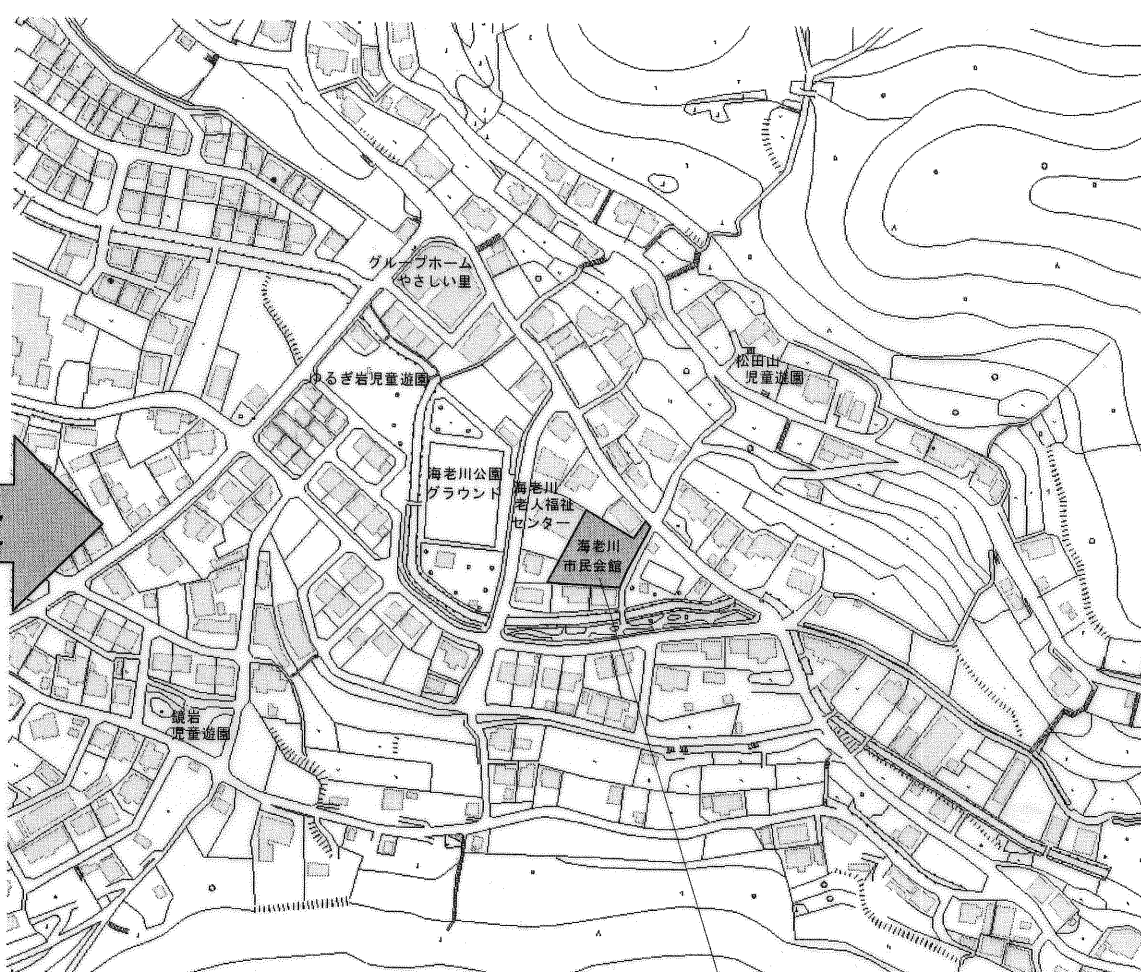 グループホーム
やさしい里
松田山
児童遊園
ゆるぎ岩児童遊園
海老川公園
グラウンド
海老川
老人福祉
センター
海老川
市民会館
鏡岩
児童遊園